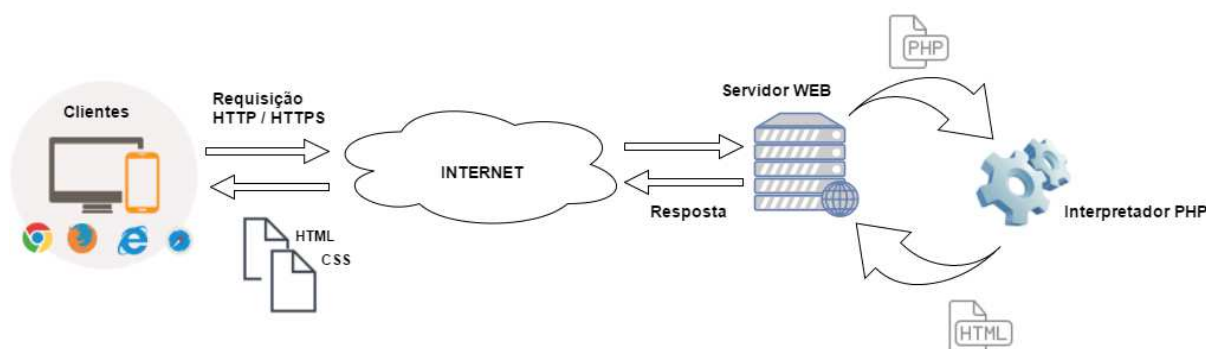 Clientes
Requisição
HTTP / HTTPS
INTERNET
HTML
CSS
Resposta
Servidor WEB
PHP
Interpretador PHP
HTML